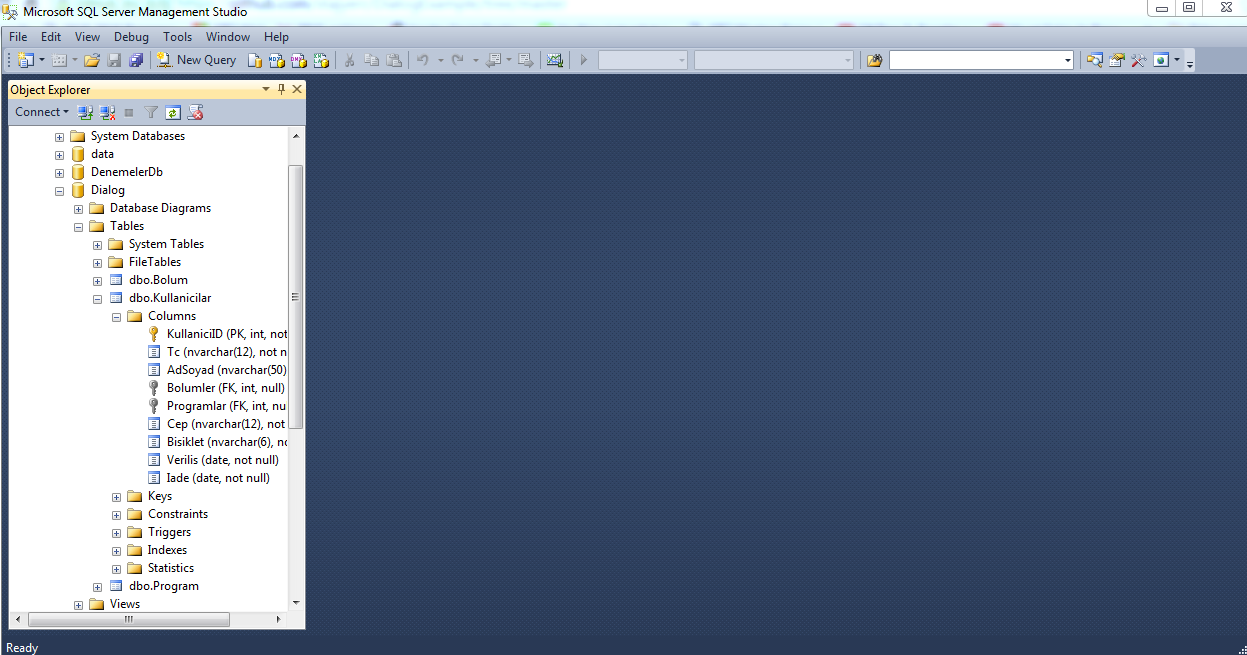 Microsoft SQL Server Management Studio
File Edit View Debug Tools Window Help
New Query
Object Explorer
Connect
System Databases
data
DenemelerDb
Dialog
Database Diagrams
Tables
System Tables
FileTables
dbo.Bolum
dbo.Kullanicilar
Columns
KullaniciID (PK, int, not
Tc (nvarchar(12), not n
AdSoyad (nvarchar(50)
Bolumler (FK, int, null)
Programlar (FK, int, nu
Cep (nvarchar(12), not
Bisiklet (nvarchar(6), no
Verilis (date, not null)
Iade (date, not null)
Keys
Constraints
Triggers
Indexes
Statistics
dbo.Program
Views
Ready